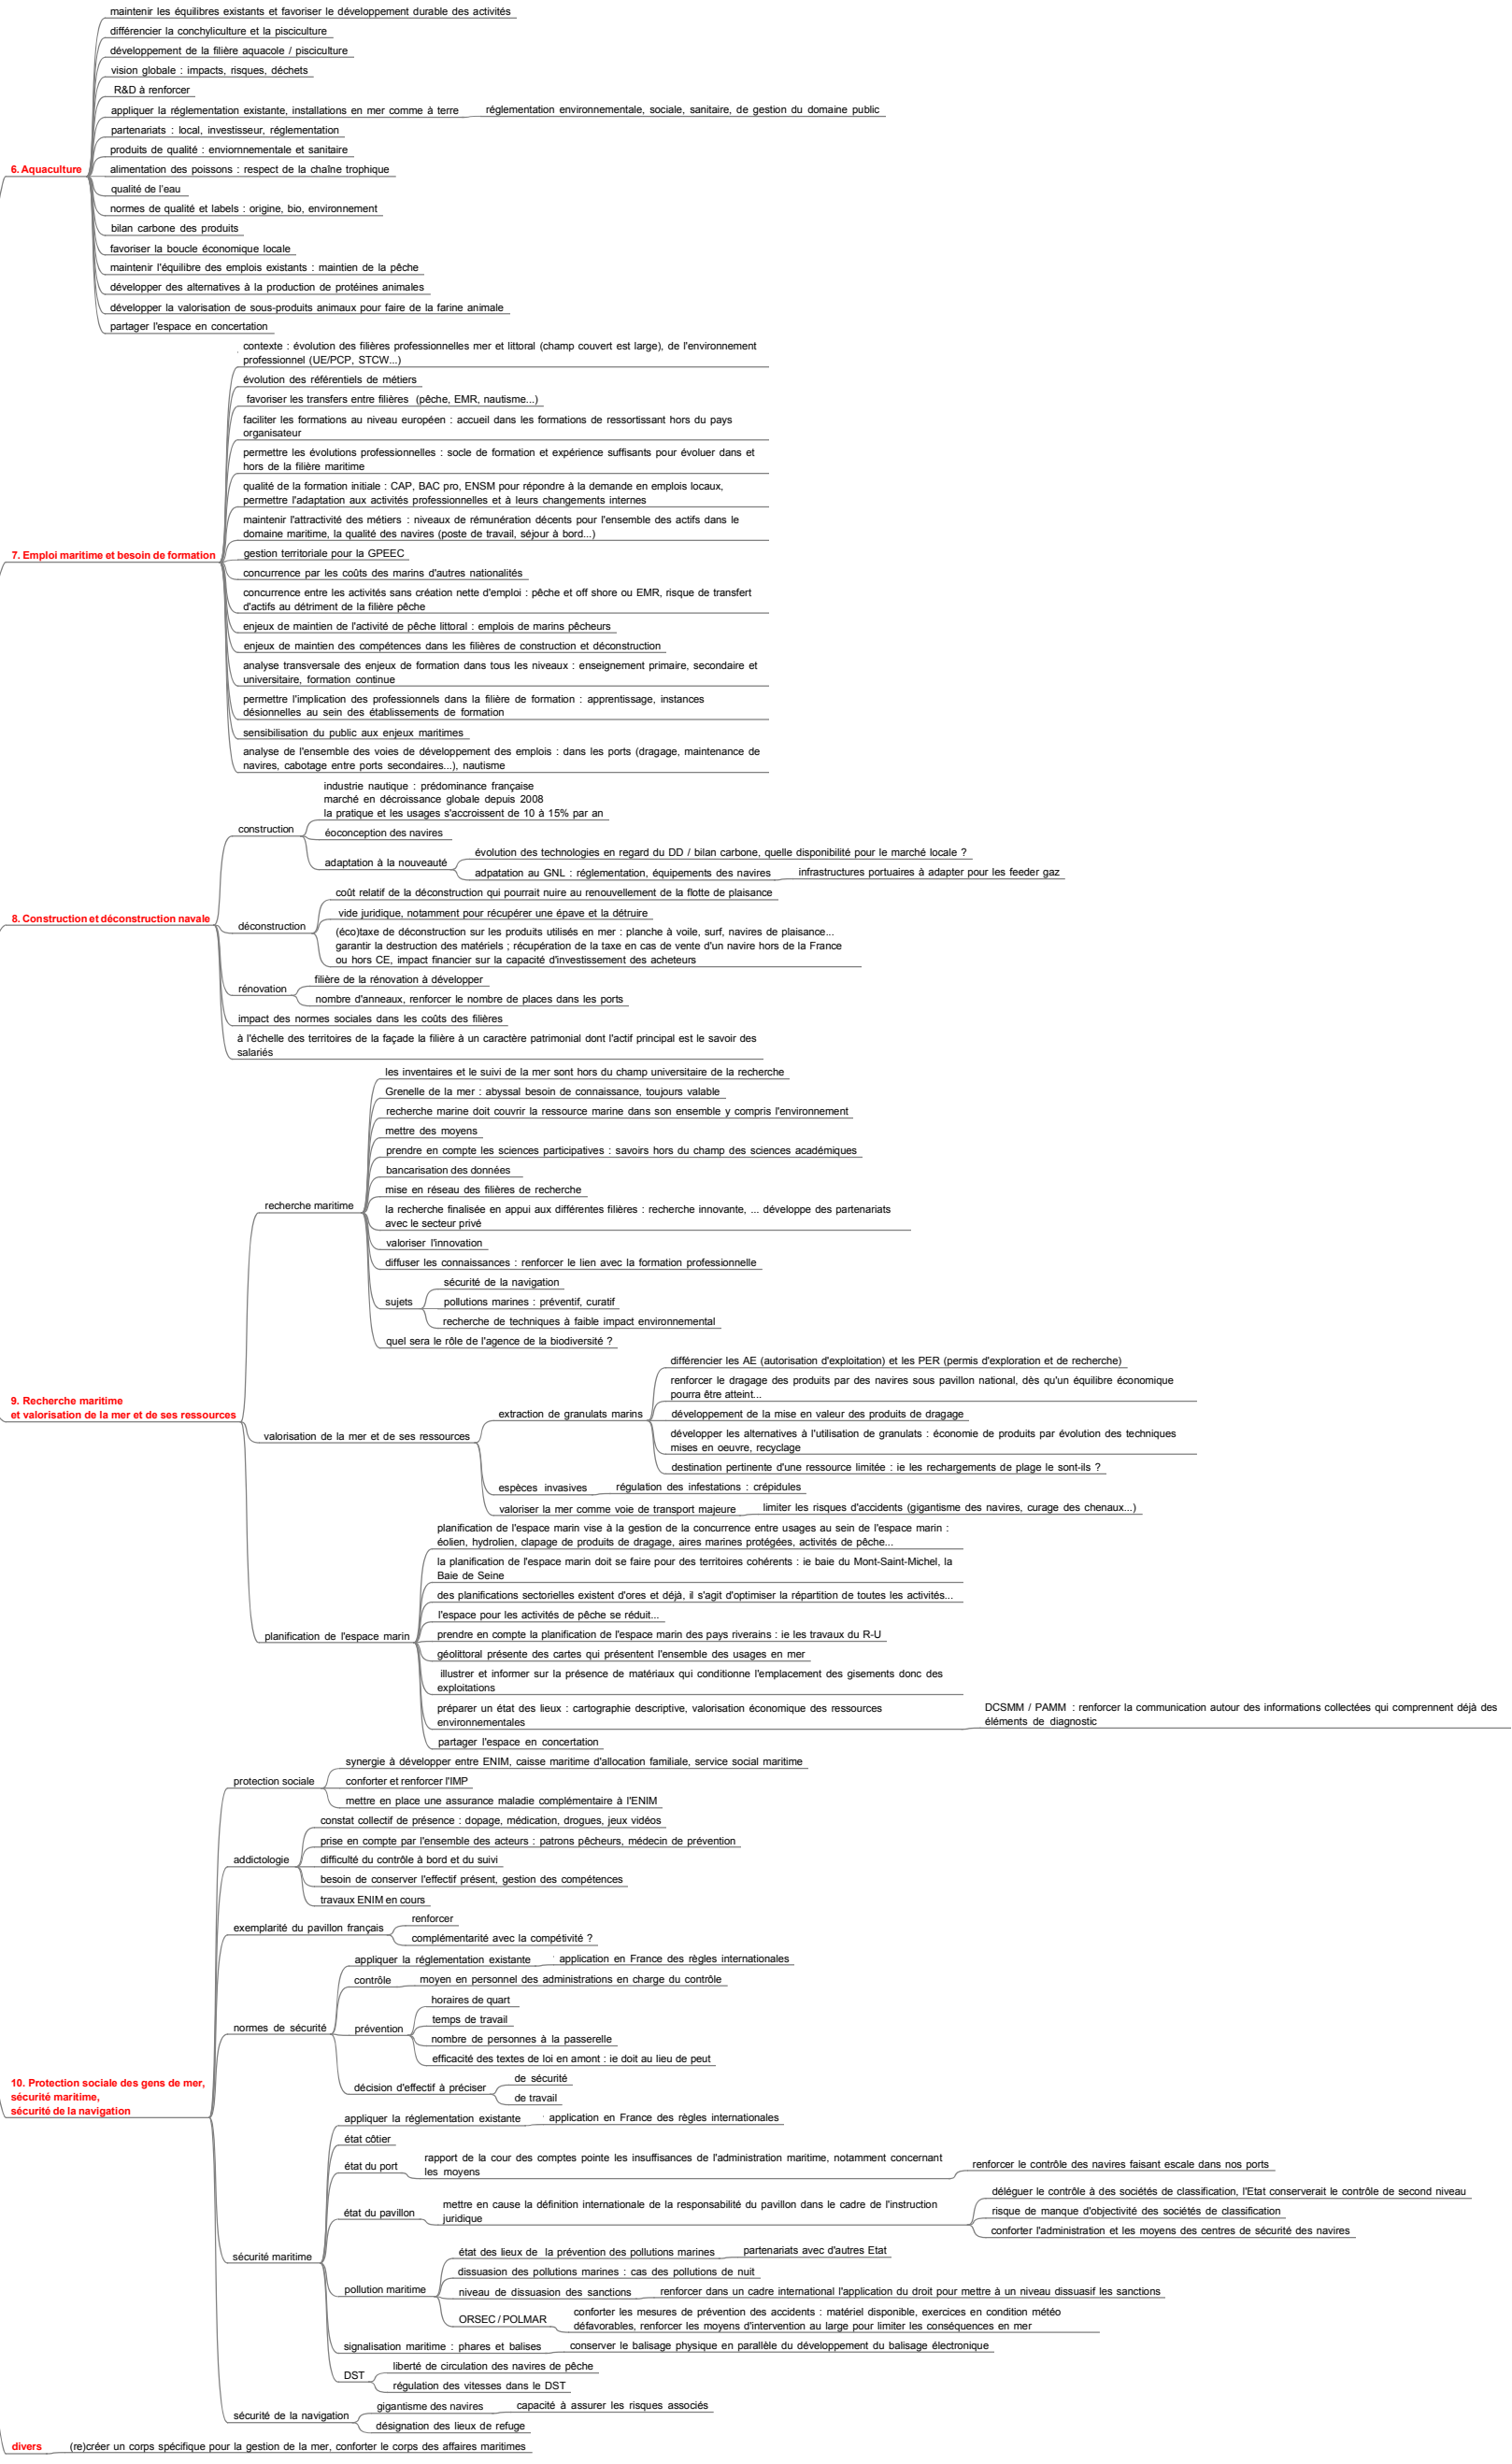 6. Aquaculture
maintenir les équilibres existants et favoriser le développement durable des activités
différencier la conchyliculture et la pisciculture
développement de la filière aquacole / pisciculture
vision globale : impacts, risques, déchets
R&D à renforcer
appliquer la réglementation existante, installations en mer comme à terre
réglementation environnementale, sociale, sanitaire, de gestion du domaine public
partenariats : local, investisseur, réglementation
produits de qualité : enviornnementale et sanitaire
alimentation des poissons : respect de la chaîne trophique
qualité de l'eau
normes de qualité et labels : origine, bio, environnement
bilan carbone des produits
favoriser la boucle économique locale
maintenir l'équilibre des emplois existants : maintien de la pêche
développer des alternatives à la production de protéines animales
développer la valorisation de sous-produits animaux pour faire de la farine animale
partager l'espace en concertation
7. Emploi maritime et besoin de formation
contexte : évolution des filières professionnelles mer et littoral (champ couvert est large), de l'environnement
professionnel (UE/PCP, STCW...)
évolution des référentiels de métiers
favoriser les transfers entre filières (pêche, EMR, nautisme...)
faciliter les formations au niveau européen : accueil dans les formations de ressortissant hors du pays
organisateur
permettre les évolutions professionnelles : socle de formation et expérience suffisants pour évoluer dans et
hors de la filière maritime
qualité de la formation initiale : CAP, BAC pro, ENSM pour répondre à la demande en emplois locaux,
permettre l'adaptation aux activités professionnelles et à leurs changements internes
maintenir l'attractivité des métiers : niveaux de rémunération décents pour l'ensemble des actifs dans le
domaine maritime, la qualité des navires (poste de travail, séjour à bord...)
gestion territoriale pour la GPEEC
concurrence par les coûts des marins d'autres nationalités
concurrence entre les activités sans création nette d'emploi : pêche et off shore ou EMR, risque de transfert
d'actifs au détriment de la filière pêche
enjeux de maintien de l'activité de pêche littoral : emplois de marins pêcheurs
enjeux de maintien des compétences dans les filières de construction et déconstruction
analyse transversale des enjeux de formation dans tous les niveaux : enseignement primaire, secondaire et
universitaire, formation continue
permettre l'implication des professionnels dans la filière de formation : apprentissage, instances
désionnelles au sein des établissements de formation
sensibilisation du public aux enjeux maritimes
analyse de l'ensemble des voies de développement des emplois : dans les ports (dragage, maintenance de
navires, cabotage entre ports secondaires...), nautisme
8. Construction et déconstruction navale
construction
industrie nautique : prédominance française
marché en décroissance globale depuis 2008
la pratique et les usages s'accroissent de 10 à 15% par an
éoconception des navires
adaptation à la nouveauté
évolution des technologies en regard du DD / bilan carbone, quelle disponibilité pour le marché locale ?
adpatation au GNL : réglementation, équipements des navires
infrastructures portuaires à adapter pour les feeder gaz
déconstruction
coût relatif de la déconstruction qui pourrait nuire au renouvellement de la flotte de plaisance
vide juridique, notamment pour récupérer une épave et la détruire
(éco)taxe de déconstruction sur les produits utilisés en mer : planche à voile, surf, navires de plaisance...
garantir la destruction des matériels ; récupération de la taxe en cas de vente d'un navire hors de la France
ou hors CE, impact financier sur la capacité d'investissement des acheteurs
rénovation
filière de la rénovation à développer
nombre d'anneaux, renforcer le nombre de places dans les ports
impact des normes sociales dans les coûts des filières
à l'échelle des territoires de la façade la filière à un caractère patrimonial dont l'actif principal est le savoir des
salariés
9. Recherche maritime
et valorisation de la mer et de ses ressources
recherche maritime
les inventaires et le suivi de la mer sont hors du champ universitaire de la recherche
Grenelle de la mer : abyssal besoin de connaissance, toujours valable
recherche marine doit couvrir la ressource marine dans son ensemble y compris l'environnement
mettre des moyens
prendre en compte les sciences participatives : savoirs hors du champ des sciences académiques
bancarisation des données
mise en réseau des filières de recherche
la recherche finalisée en appui aux différentes filières : recherche innovante, ... développe des partenariats
avec le secteur privé
valoriser l'innovation
diffuser les connaissances : renforcer le lien avec la formation professionnelle
sujets
sécurité de la navigation
pollutions marines : préventif, curatif
recherche de techniques à faible impact environnemental
quel sera le rôle de l'agence de la biodiversité ?
valorisation de la mer et de ses ressources
extraction de granulats marins
différencier les AE (autorisation d'exploitation) et les PER (permis d'exploration et de recherche)
renforcer le dragage des produits par des navires sous pavillon national, dès qu'un équilibre économique
pourra être atteint...
développement de la mise en valeur des produits de dragage
développer les alternatives à l'utilisation de granulats : économie de produits par évolution des techniques
mises en oeuvre, recyclage
destination pertinente d'une ressource limitée : ie les rechargements de plage le sont-ils ?
espèces invasives
régulation des infestations : crépidules
valoriser la mer comme voie de transport majeure
limiter les risques d'accidents (gigantisme des navires, curage des chenaux...)
planification de l'espace marin
planification de l'espace marin vise à la gestion de la concurrence entre usages au sein de l'espace marin :
éolien, hydrolien, clapage de produits de dragage, aires marines protégées, activités de pêche...
la planification de l'espace marin doit se faire pour des territoires cohérents : ie baie du Mont-Saint-Michel, la
Baie de Seine
des planifications sectorielles existent d'ores et déjà, il s'agit d'optimiser la répartition de toutes les activités...
l'espace pour les activités de pêche se réduit...
prendre en compte la planification de l'espace marin des pays riverains : ie les travaux du R-U
géolittoral présente des cartes qui présentent l'ensemble des usages en mer
illustrer et informer sur la présence de matériaux qui conditionne l'emplacement des gisements donc des
exploitations
préparer un état des lieux : cartographie descriptive, valorisation économique des ressources
environnementales
DCSMM / PAMM : renforcer la communication autour des informations collectées qui comprennent déjà des
éléments de diagnostic
partager l'espace en concertation
10. Protection sociale des gens de mer,
sécurité maritime,
sécurité de la navigation
protection sociale
synergie à développer entre ENIM, caisse maritime d'allocation familiale, service social maritime
conforter et renforcer l'IMP
mettre en place une assurance maladie complémentaire à l'ENIM
addictologie
constat collectif de présence : dopage, médication, drogues, jeux vidéos
prise en compte par l'ensemble des acteurs : patrons pêcheurs, médecin de prévention
difficulté du contrôle à bord et du suivi
besoin de conserver l'effectif présent, gestion des compétences
travaux ENIM en cours
exemplarité du pavillon français
renforcer
complémentarité avec la compétivité ?
normes de sécurité
appliquer la réglementation existante
application en France des règles internationales
contrôle
moyen en personnel des administrations en charge du contrôle
prévention
horaires de quart
temps de travail
nombre de personnes à la passerelle
efficacité des textes de loi en amont : ie doit au lieu de peut
décision d'effectif à préciser
de sécurité
de travail
sécurité maritime
appliquer la réglementation existante
application en France des règles internationales
état côtier
état du port
rapport de la cour des comptes pointe les insuffisances de l'administration maritime, notamment concernant
les moyens
renforcer le contrôle des navires faisant escale dans nos ports
état du pavillon
mettre en cause la définition internationale de la responsabilité du pavillon dans le cadre de l'instruction
juridique
déléguer le contrôle à des sociétés de classification, l'Etat conserverait le contrôle de second niveau
risque de manque d'objectivité des sociétés de classification
conforter l'administration et les moyens des centres de sécurité des navires
pollution maritime
état des lieux de la prévention des pollutions marines
partenariats avec d'autres Etat
dissuasion des pollutions marines : cas des pollutions de nuit
niveau de dissuasion des sanctions
renforcer dans un cadre international l'application du droit pour mettre à un niveau dissuasif les sanctions
ORSEC / POLMAR
conforter les mesures de prévention des accidents : matériel disponible, exercices en condition météo
défavorables, renforcer les moyens d'intervention au large pour limiter les conséquences en mer
signalisation maritime : phares et balises
conserver le balisage physique en parallèle du développement du balisage électronique
DST
liberté de circulation des navires de pêche
régulation des vitesses dans le DST
sécurité de la navigation
gigantisme des navires
capacité à assurer les risques associés
désignation des lieux de refuge
divers
(re)créer un corps spécifique pour la gestion de la mer, conforter le corps des affaires maritimes